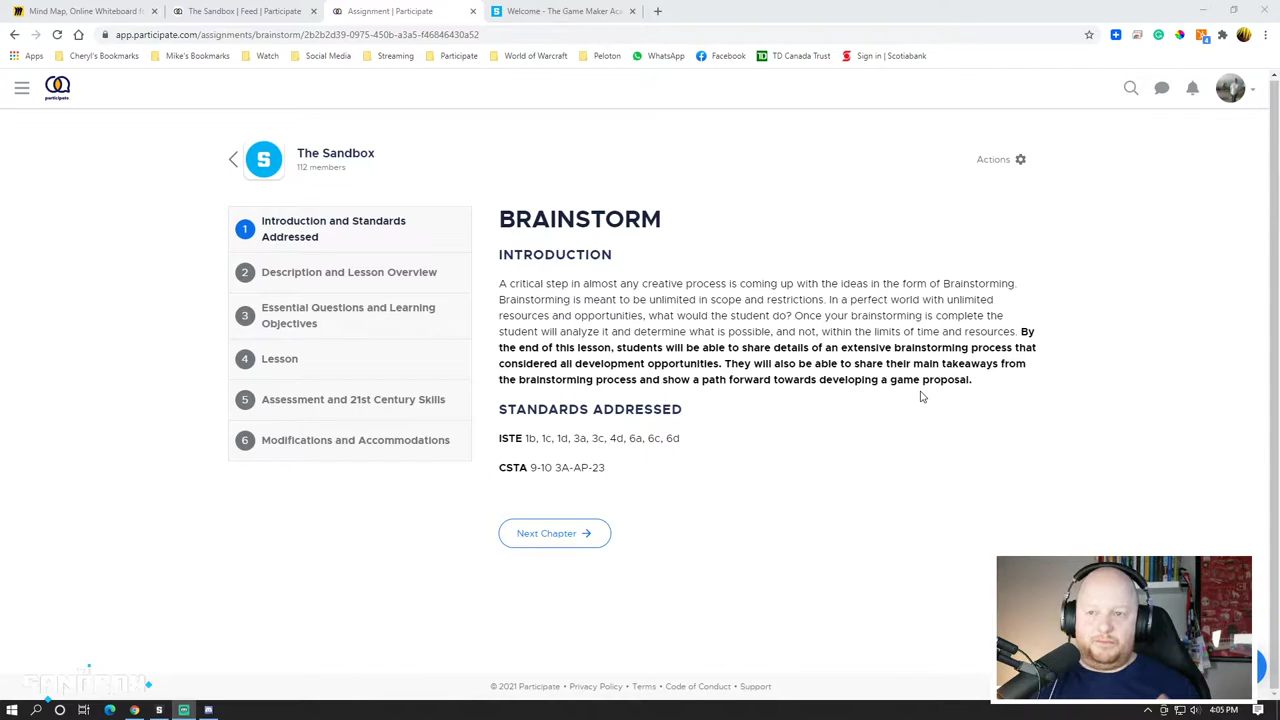 Mind Map, Online Whiteboard f
The Sandbox | Feed | Participate
Assignment | Participate
Welcome - The Game Maker Aca
app.participate.com/assignments/brainstorm/2b2b2d39-0975-450b-a3a5-f46846430a52
Apps
Cheryl's Bookmarks
Mike's Bookmarks
Watch
Social Media
Streaming
Participate
World of Warcraft
Peloton
WhatsApp
Facebook
TD Canada Trust
Sign in | Scotiabank
participate
The Sandbox
112 members
Actions
1 Introduction and Standards
Addressed
2 Description and Lesson Overview
3 Essential Questions and Learning
Objectives
4 Lesson
5 Assessment and 21st Century Skills
6 Modifications and Accommodations
BRAINSTORM
INTRODUCTION
A critical step in almost any creative process is coming up with the ideas in the form of Brainstorming.
Brainstorming is meant to be unlimited in scope and restrictions. In a perfect world with unlimited
resources and opportunities, what would the student do? Once your brainstorming is complete the
student will analyze it and determine what is possible, and not, within the limits of time and resources. By
the end of this lesson, students will be able to share details of an extensive brainstorming process that
considered all development opportunities. They will also be able to share their main takeaways from
the brainstorming process and show a path forward towards developing a game proposal.
STANDARDS ADDRESSED
ISTE 1b, 1c, 1d, 3a, 3c, 4d, 6a, 6c, 6d
CSTA 9-10 3A-AP-23
Next Chapter
© 2021 Participate • Privacy Policy • Terms • Code of Conduct • Support
THE
SANDBOX
4:05 PM